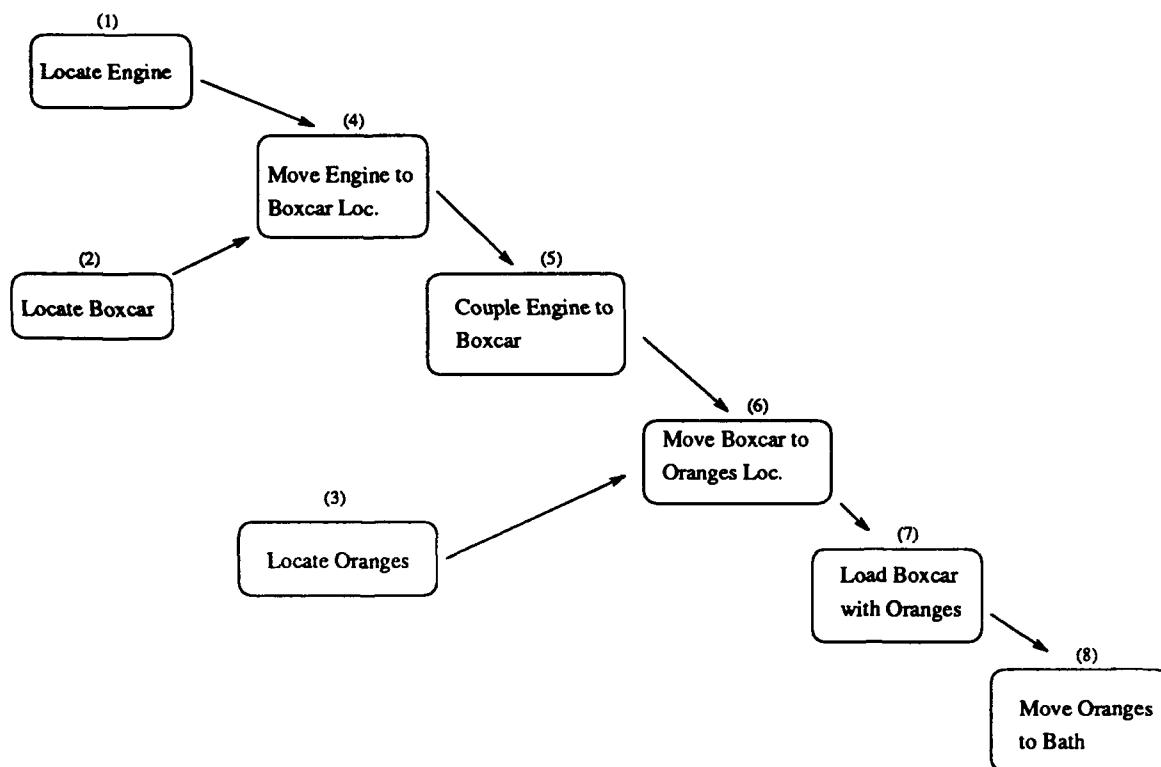 (1)
Locate Engine
(4)
Move Engine to
Boxcar Loc.
(2)
Locate Boxcar
(5)
Couple Engine to
Boxcar
(6)
Move Boxcar to
Oranges Loc.
(3)
Locate Oranges
(7)
Load Boxcar
with Oranges
(8)
Move Oranges
to Bath